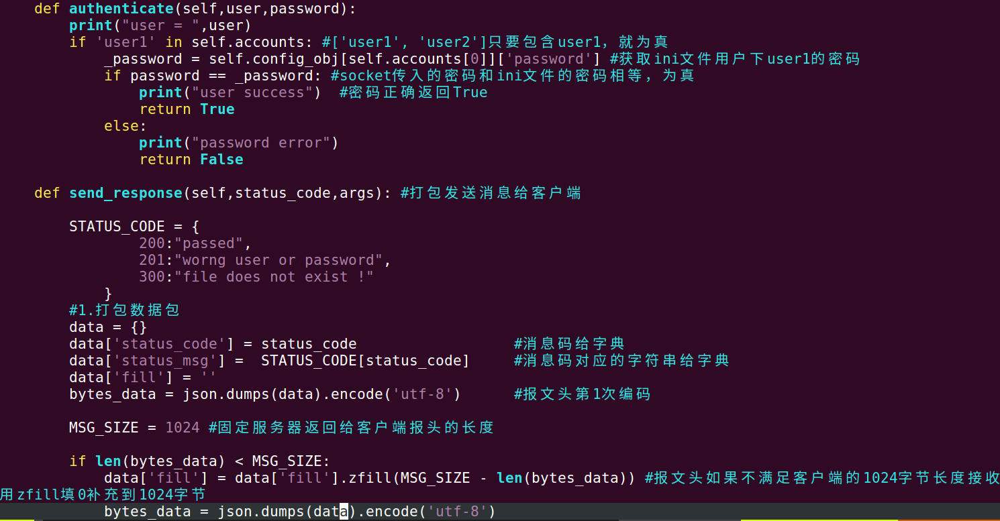 def authenticate(self,user,password):
        print("user = ",user)
        if 'user1' in self.accounts: #['user1', 'user2']只要包含user1，就为真
            _password = self.config_obj[self.accounts[0]]['password'] #获取ini文件用户下user1的密码
            if password == _password: #socket传入的密码和ini文件的密码相等，为真
                print("user success")  #密码正确返回True
                return True
            else:
                print("password error")
                return False

    def send_response(self,status_code,args): #打包发送消息给客户端

        STATUS_CODE = {
                200:"passed",
                201:"worng user or password",
                300:"file does not exist !"
            }
        #1.打包数据包
        data = {}
        data['status_code'] = status_code                  #消息码给字典
        data['status_msg'] =  STATUS_CODE[status_code]     #消息码对应的字符串给字典
        data['fill'] = ''
        bytes_data = json.dumps(data).encode('utf-8')      #报文头第1次编码

        MSG_SIZE = 1024 #固定服务器返回给客户端报头的长度

        if len(bytes_data) < MSG_SIZE:
            data['fill'] = data['fill'].zfill(MSG_SIZE - len(bytes_data)) #报文头如果不满足客户端的1024字节长度接收
用zfill填0补充到1024字节
            bytes_data = json.dumps(data).encode('utf-8')